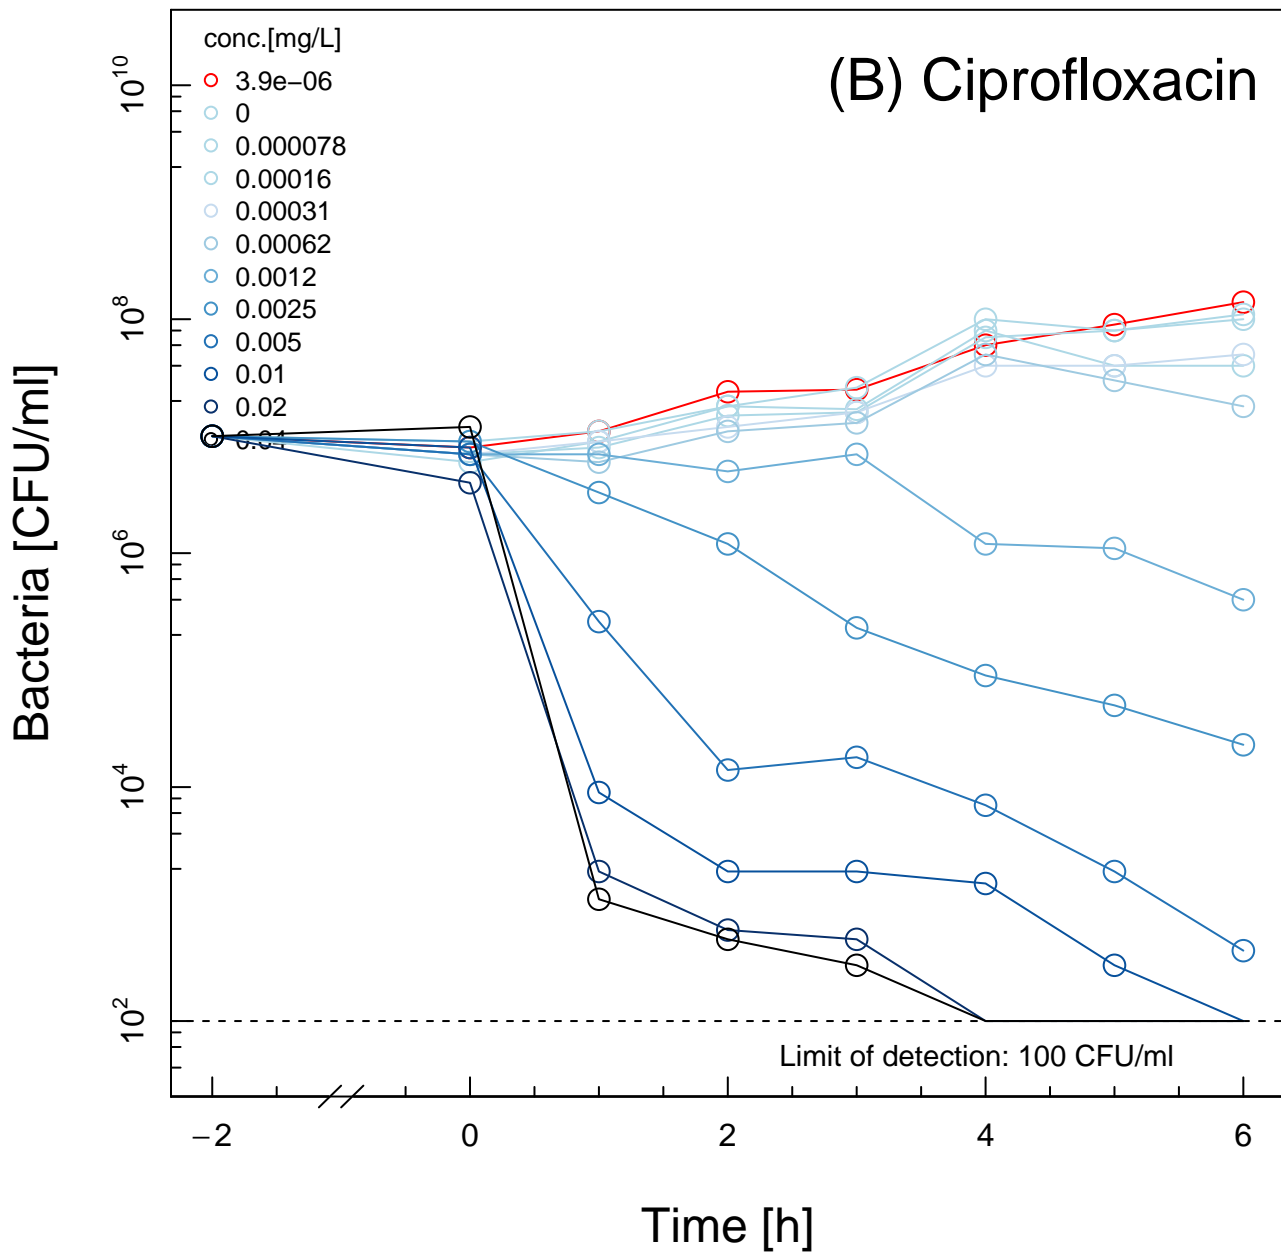 conc.[mg/L]
3.9e−06
0
0.000078
0.00016
0.00031
0.00062
0.0012
0.0025
0.005
0.01
0.02
0.04
(B) Ciprofloxacin
Bacteria [CFU/ml]
10^10
10^8
10^6
10^4
10^2
Limit of detection: 100 CFU/ml
−2 0 2 4 6
Time [h]